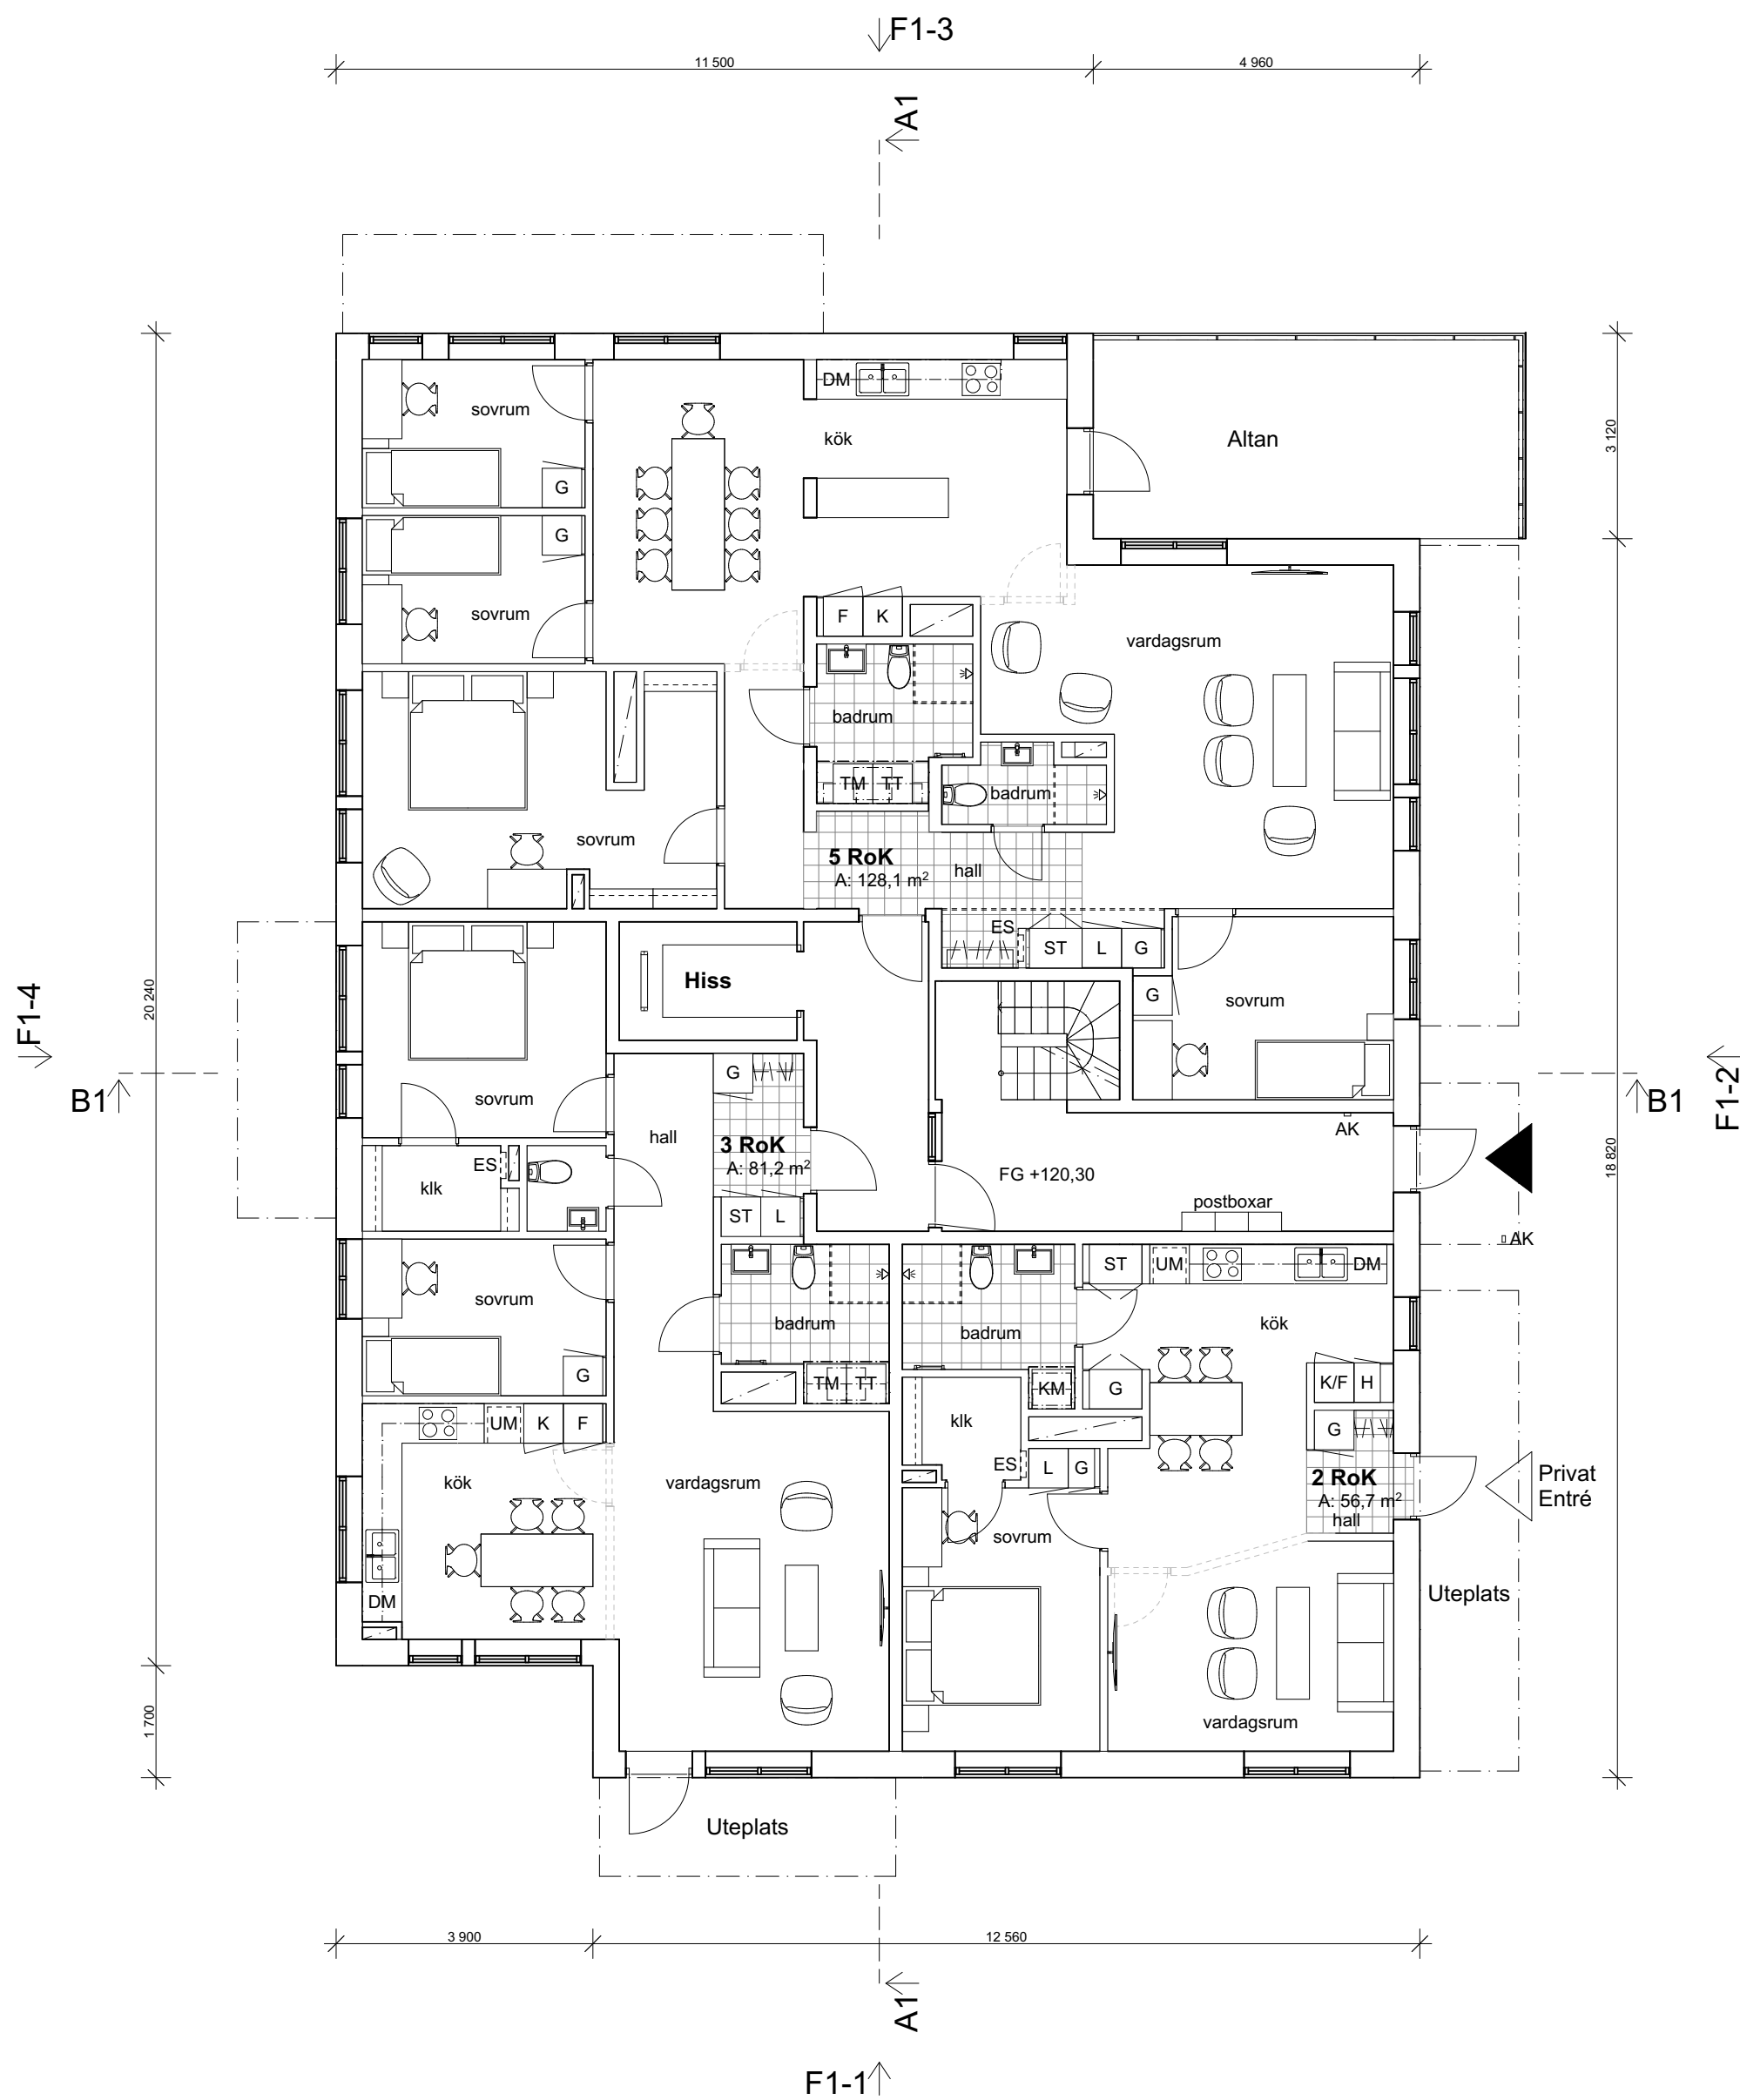 F1-3
11 500
4 960
A1
DM
sovrum
kök
Altan
3 120
G
G
sovrum
F
K
vardagsrum
badrum
TM
TT
badrum
sovrum
5 RoK
A: 128,1 m²
hall
ES
ST
L
G
Hiss
G
sovrum
20 240
F1-4
B1
B1
F1-2
G
sovrum
hall
3 RoK
A: 81,2 m²
AK
FG +120,30
18 820
ES
klk
postboxar
ST
L
AK
ST
UM
DM
sovrum
badrum
badrum
kök
G
TM
TT
KM
G
K/F
H
UM
K
F
klk
G
kök
vardagsrum
ES
L
G
2 RoK
A: 56,7 m²
hall
Privat
Entré
sovrum
DM
Uteplats
vardagsrum
1 700
Uteplats
3 900
12 560
A1
F1-1